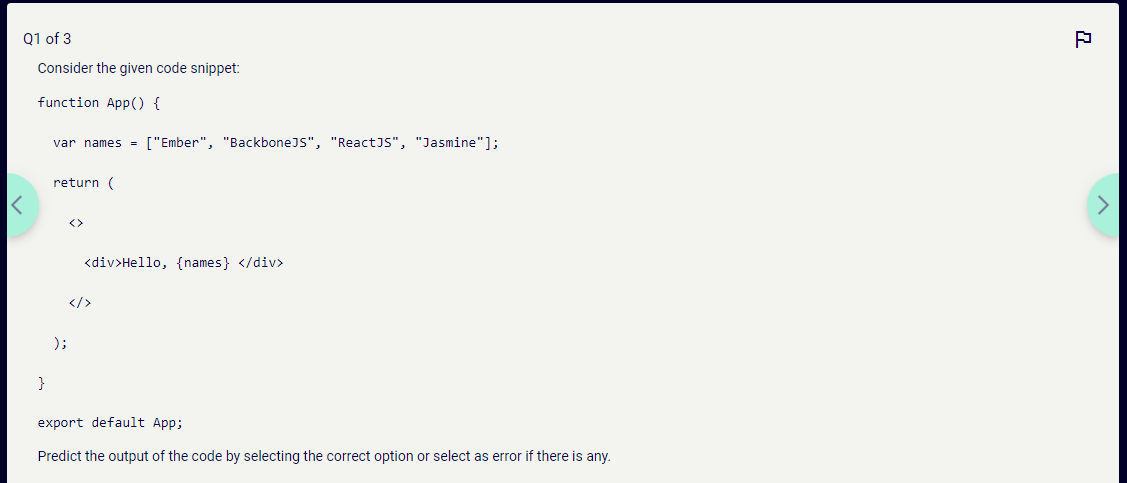 Q1 of 3
Consider the given code snippet:
function App() {
var names = ["Ember", "BackboneJS", "ReactJS", "Jasmine"];
return (
<>
<div>Hello, {names} </div>
</>
);
}
export default App;
Predict the output of the code by selecting the correct option or select as error if there is any.